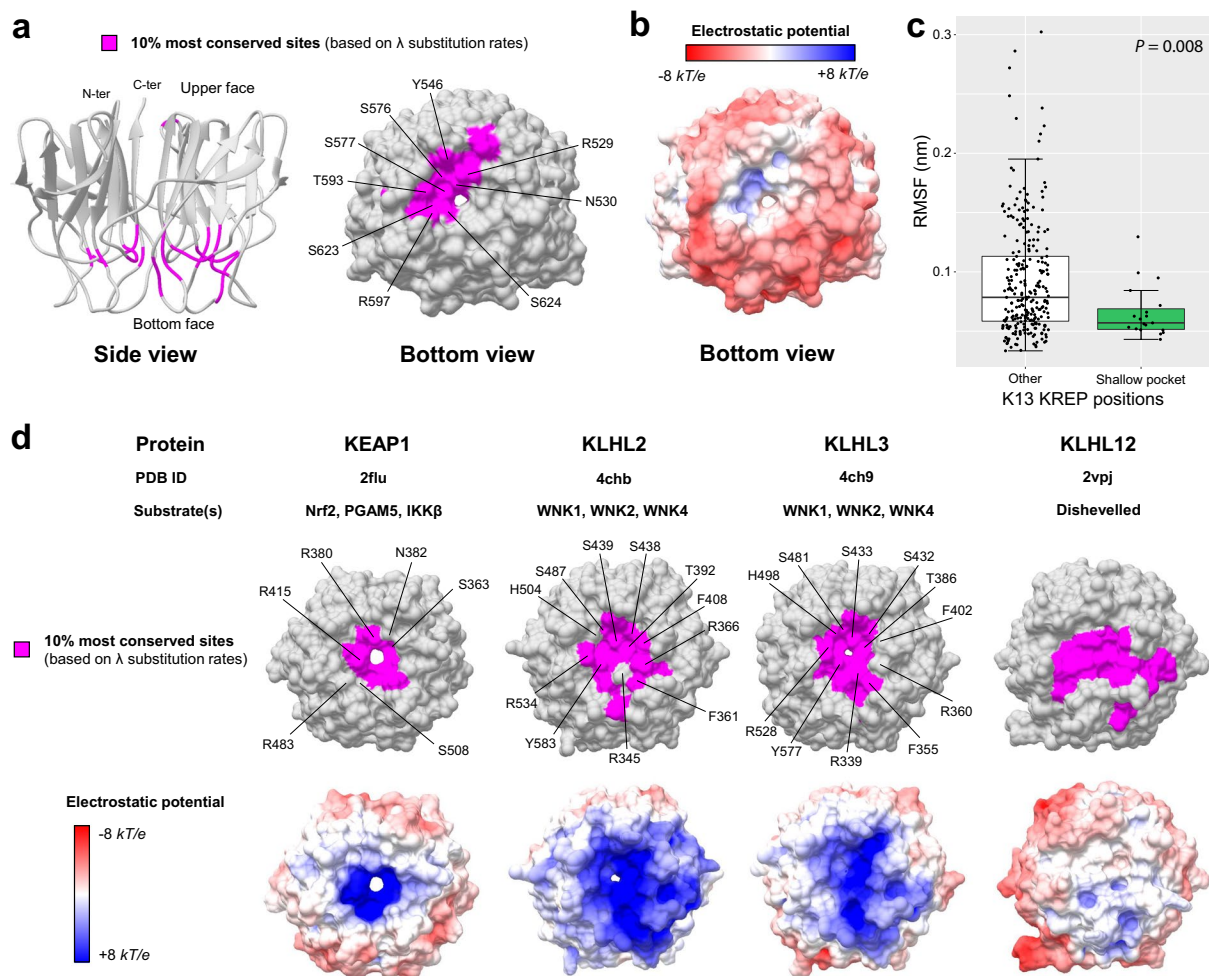 a
10% most conserved sites (based on λ substitution rates)
N-ter
C-ter
Upper face
Bottom face
Side view
Y546
S576
S577
T593
S623
R597
R529
N530
S624
Bottom view
b
Electrostatic potential
-8 kT/e
+8 kT/e
Bottom view
c
P = 0.008
0.3
0.2
0.1
RMSF (nm)
Other
Shallow pocket
K13 KREP positions
d
Protein
KEAP1
KLHL2
KLHL3
KLHL12
PDB ID
2flu
4chb
4ch9
2vpj
Substrate(s)
Nrf2, PGAM5, IKKβ
WNK1, WNK2, WNK4
WNK1, WNK2, WNK4
Dishevelled
10% most conserved sites
(based on λ substitution rates)
R380
N382
R415
S363
R483
S508
S439
S438
S487
T392
H504
F408
R366
R534
F361
Y583
R345
S481
S433
S432
H498
T386
F402
R360
R528
Y577
F355
R339
Electrostatic potential
-8 kT/e
+8 kT/e